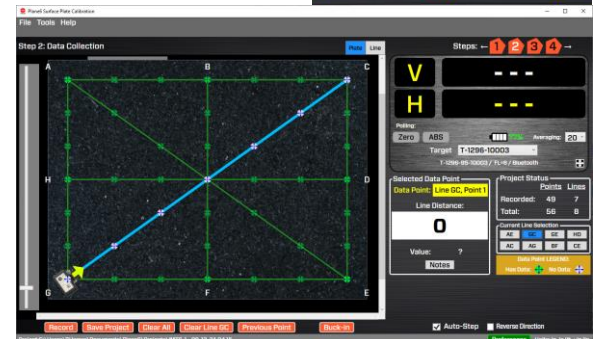 Plane6 Surface Plate Calibration
File Tools Help
Step 2: Data Collection
Plate Line
Steps: ← 1 2 3 4 →
A B C
H D
G F E
V - - -
H - - -
Polling:
Zero ABS Averaging: 20
Target T-1296-10003
Selected Data Point
Data Point: Line GC, Point 1
Line Distance:
0
Value: ?
Notes
Project Status
Points Lines
Recorded: 49 7
Total: 56 8
Current Line Selection
AE GC GE HD
AC AG BF CE
Data Point LEGEND:
Has Data: No Data:
Record Save Project Clear All Clear Line GC Previous Point Buck-in
Auto-Step Reverse Direction